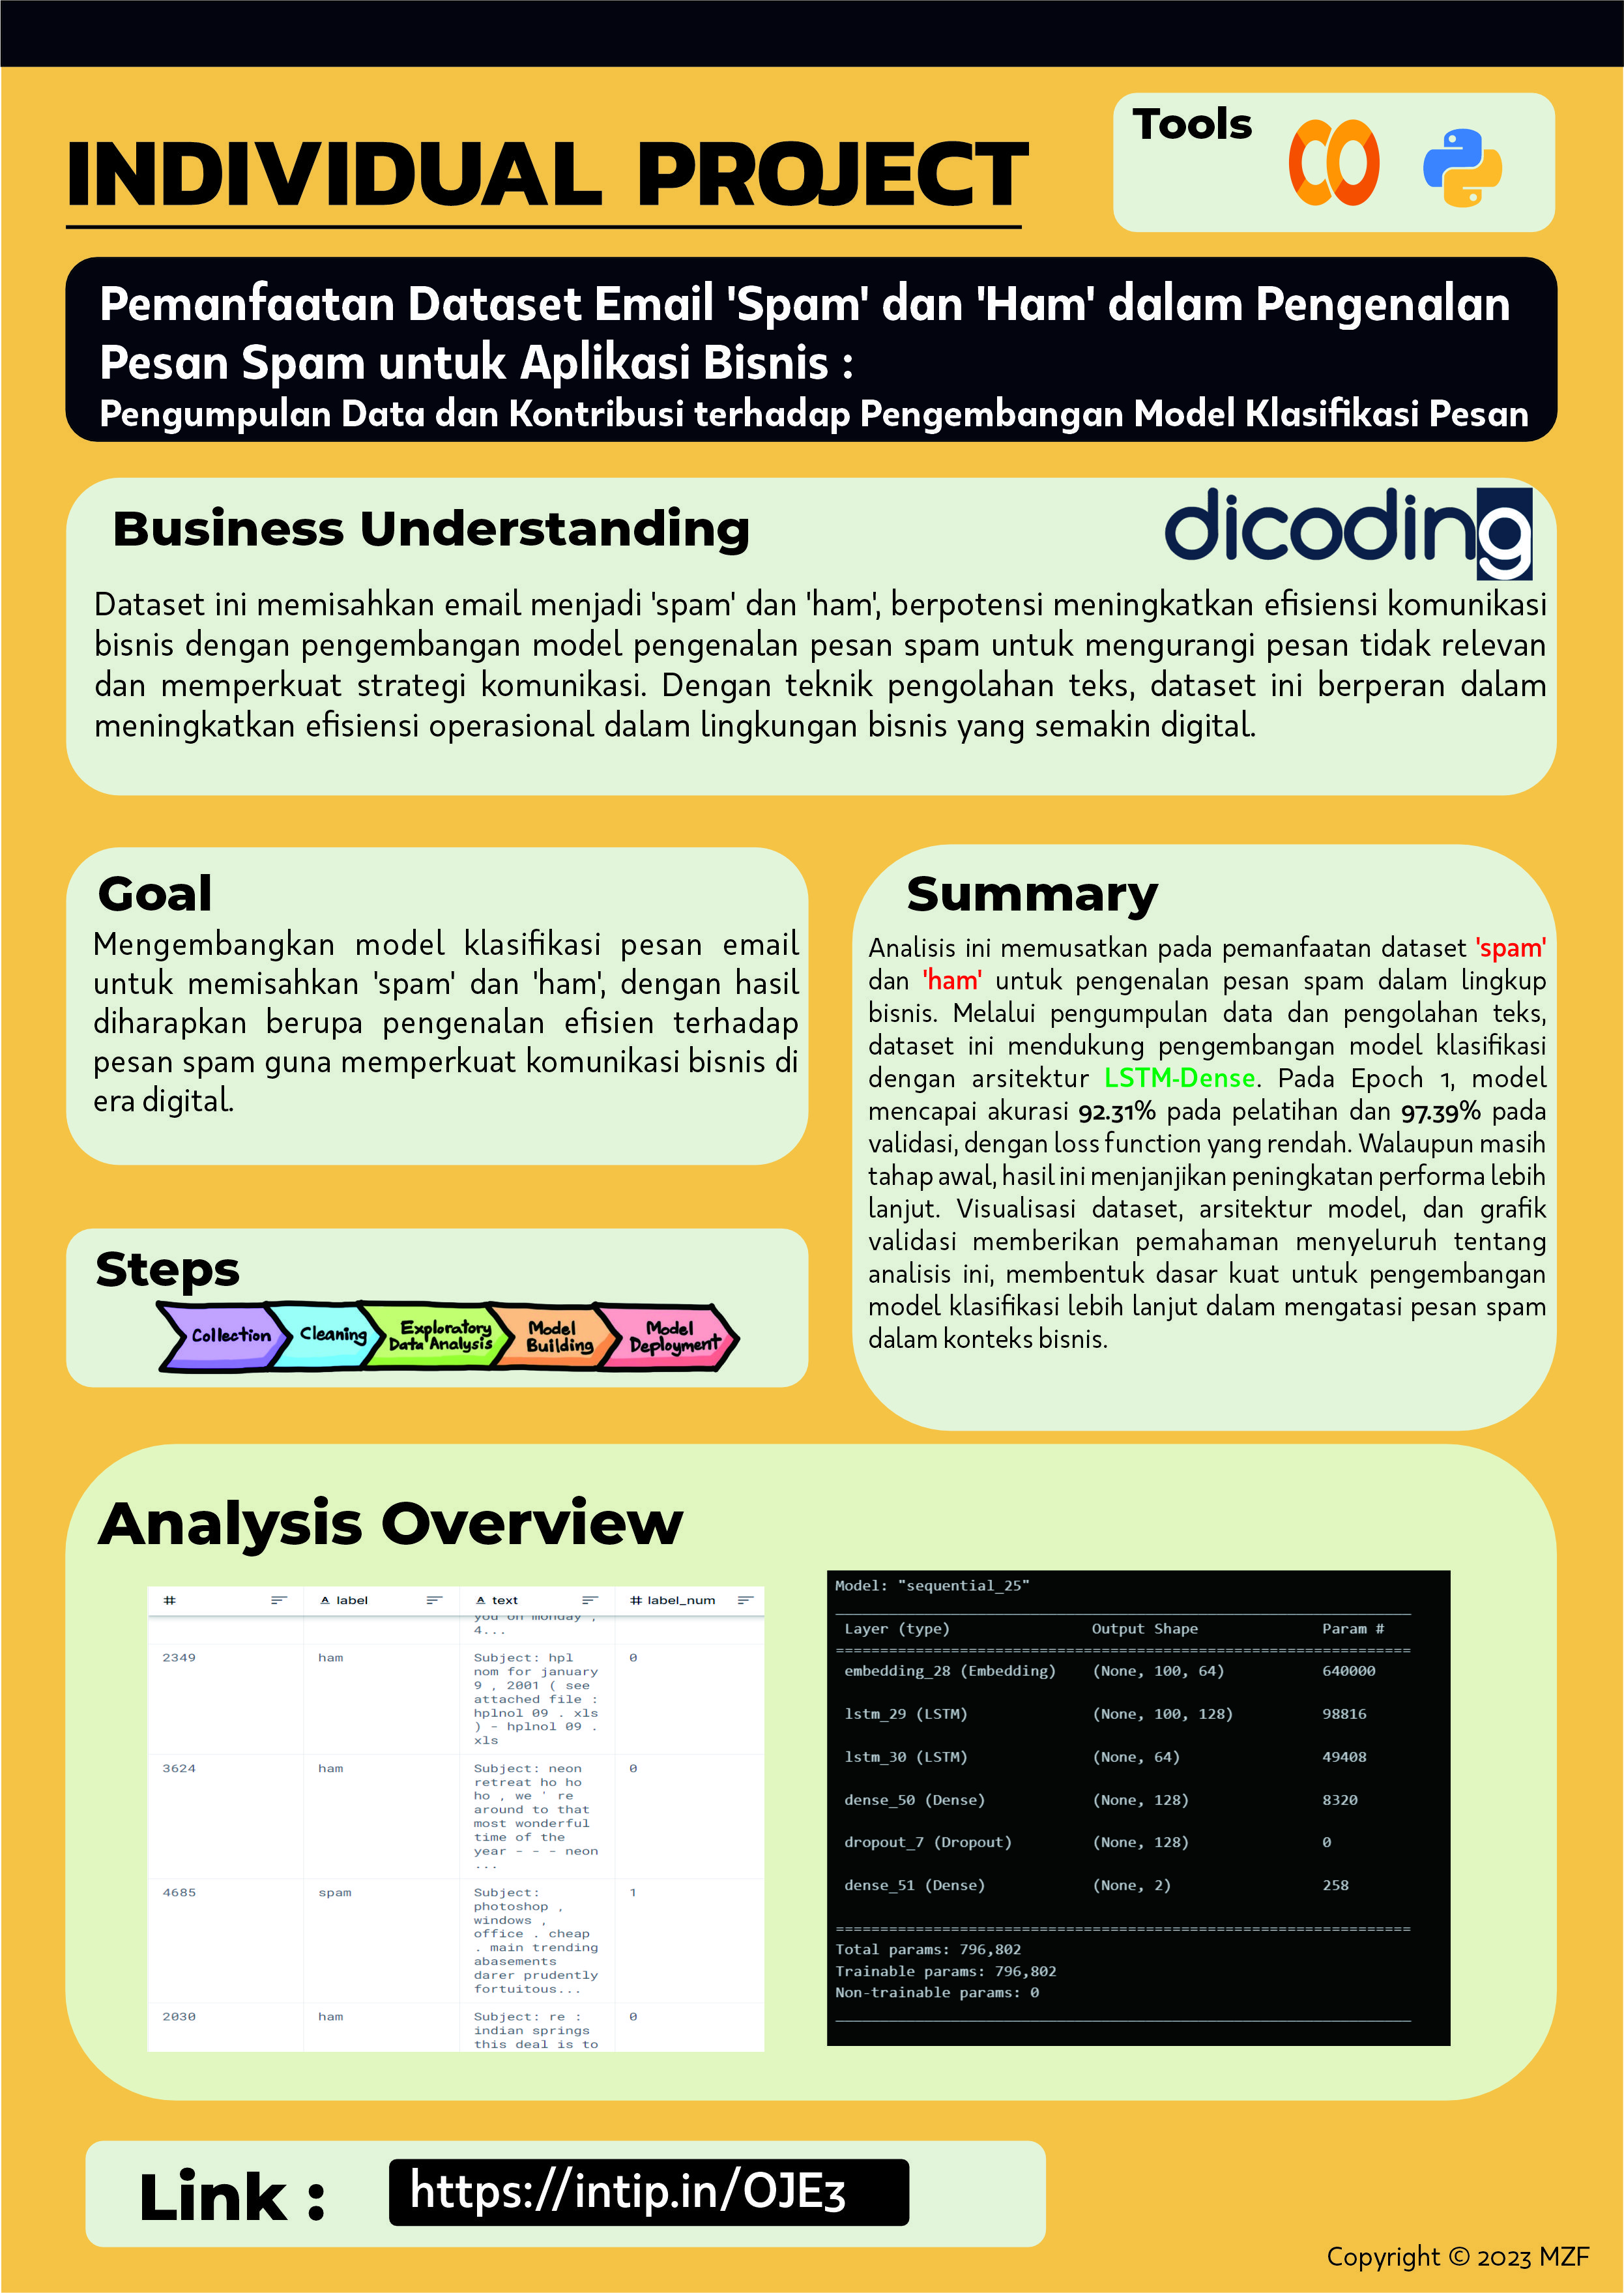 INDIVIDUAL PROJECT
Tools
Pemanfaatan Dataset Email 'Spam' dan 'Ham' dalam Pengenalan
Pesan Spam untuk Aplikasi Bisnis :
Pengumpulan Data dan Kontribusi terhadap Pengembangan Model Klasifikasi Pesan
Business Understanding
dicoding
Dataset ini memisahkan email menjadi 'spam' dan 'ham', berpotensi meningkatkan efisiensi komunikasi
bisnis dengan pengembangan model pengenalan pesan spam untuk mengurangi pesan tidak relevan
dan memperkuat strategi komunikasi. Dengan teknik pengolahan teks, dataset ini berperan dalam
meningkatkan efisiensi operasional dalam lingkungan bisnis yang semakin digital.
Goal
Mengembangkan model klasifikasi pesan email
untuk memisahkan 'spam' dan 'ham', dengan hasil
diharapkan berupa pengenalan efisien terhadap
pesan spam guna memperkuat komunikasi bisnis di
era digital.
Steps
Collection
Cleaning
Exploratory
Data Analysis
Model
Building
Model
Deployment
Summary
Analisis ini memusatkan pada pemanfaatan dataset 'spam'
dan 'ham' untuk pengenalan pesan spam dalam lingkup
bisnis. Melalui pengumpulan data dan pengolahan teks,
dataset ini mendukung pengembangan model klasifikasi
dengan arsitektur LSTM-Dense. Pada Epoch 1, model
mencapai akurasi 92.31% pada pelatihan dan 97.39% pada
validasi, dengan loss function yang rendah. Walaupun masih
tahap awal, hasil ini menjanjikan peningkatan performa lebih
lanjut. Visualisasi dataset, arsitektur model, dan grafik
validasi memberikan pemahaman menyeluruh tentang
analisis ini, membentuk dasar kuat untuk pengembangan
model klasifikasi lebih lanjut dalam mengatasi pesan spam
dalam konteks bisnis.
Analysis Overview
# label text # label_num
you on monday ,
4...
2349 ham Subject: hpl 0
nom for january
9 , 2001 ( see
attached file :
hplnol 09 . xls
) - hplnol 09 .
xls
3624 ham Subject: neon 0
retreat ho ho
ho , we ' re
around to that
most wonderful
time of the
year - - - neon
...
4685 spam Subject: 1
photoshop ,
windows ,
office . cheap
. main trending
abasements
darer prudently
fortuitous...
2030 ham Subject: re : 0
indian springs
this deal is to
Model: "sequential_25"
Layer (type) Output Shape Param #
embedding_28 (Embedding) (None, 100, 64) 640000
lstm_29 (LSTM) (None, 100, 128) 98816
lstm_30 (LSTM) (None, 64) 49408
dense_50 (Dense) (None, 128) 8320
dropout_7 (Dropout) (None, 128) 0
dense_51 (Dense) (None, 2) 258
Total params: 796,802
Trainable params: 796,802
Non-trainable params: 0
Link : https://intip.in/OJE3
Copyright © 2023 MZF